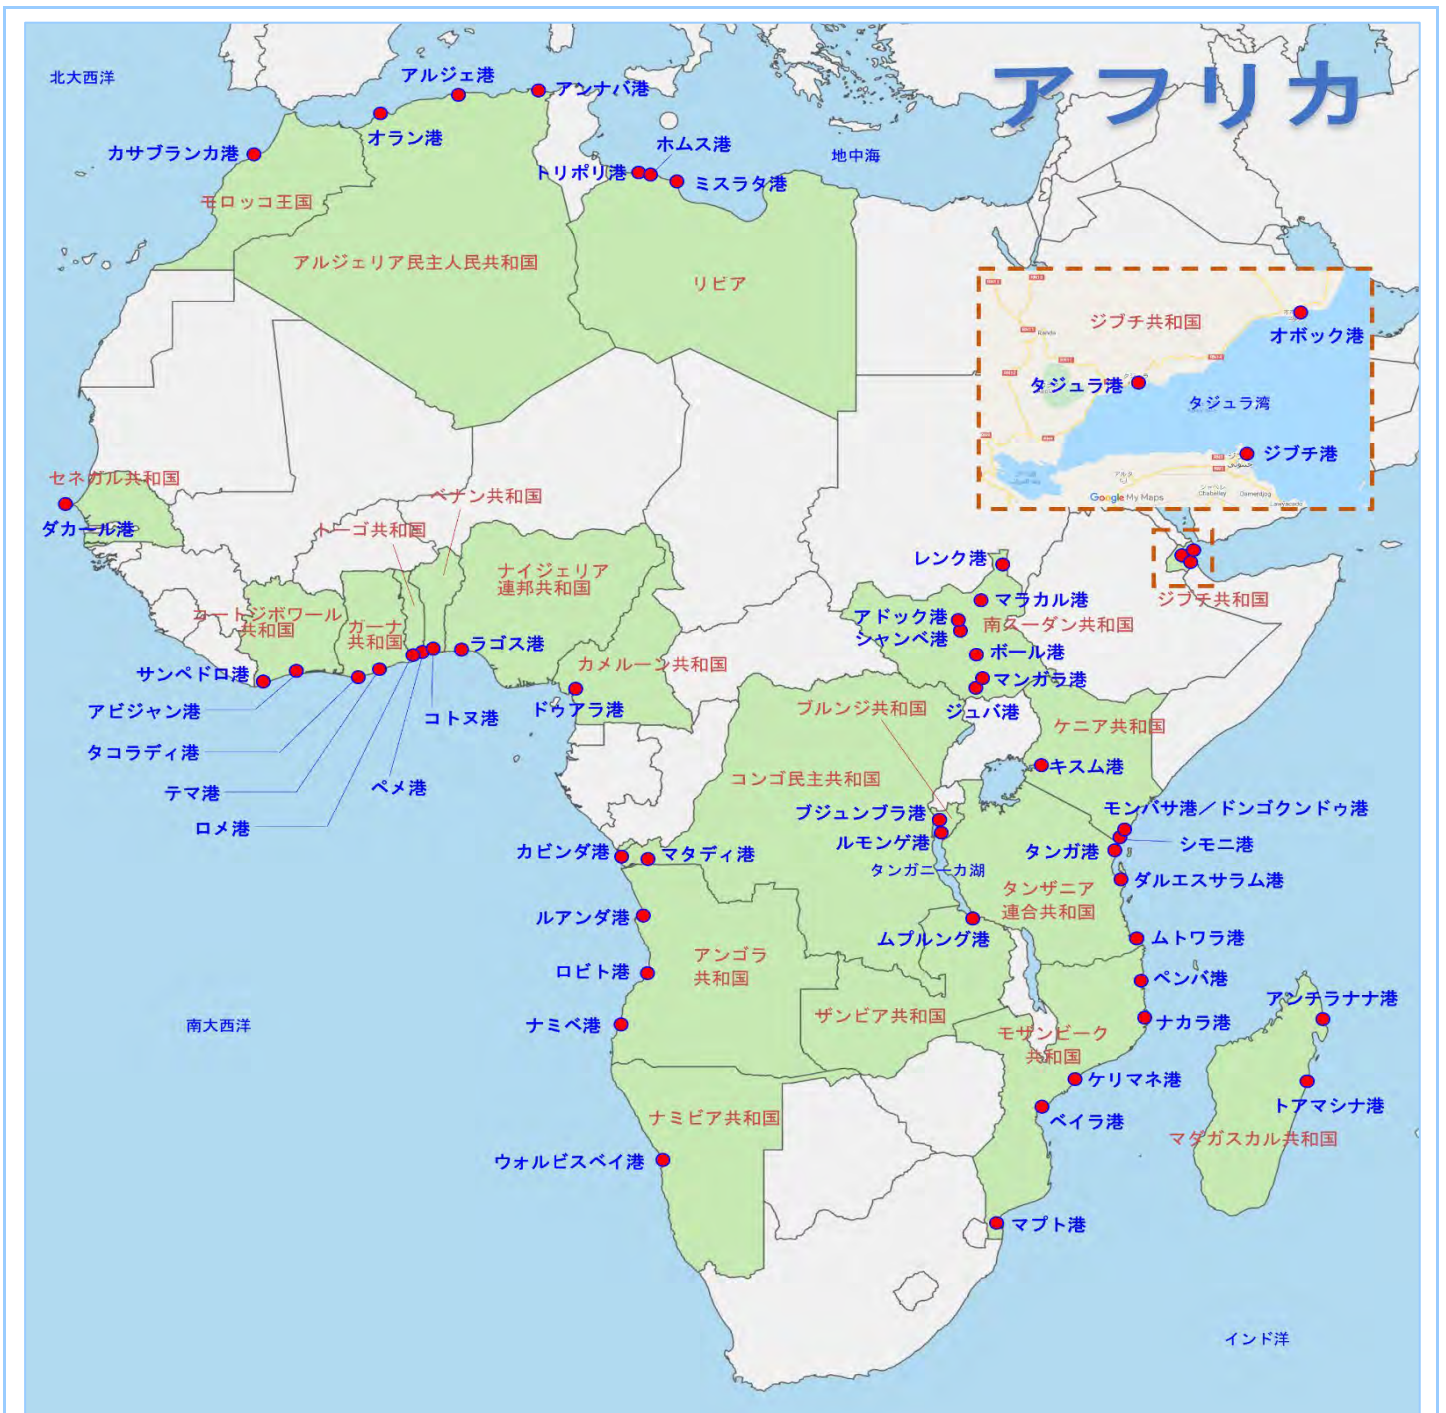 アフリカ
北大西洋
アルジェ港
アンナバ港
オラン港
カサブランカ港
ホムス港
地中海
トリポリ港
ミスラタ港
モロッコ王国
アルジェリア民主人民共和国
リビア
ジブチ共和国
オボック港
タジュラ港
タジュラ湾
ジブチ港
Randa
Google My Maps
Chabelley
Damerdjog
Lawyacado
セネガル共和国
ダカール港
ベナン共和国
トーゴ共和国
ナイジェリア
連邦共和国
レンク港
ジブチ共和国
マラカル港
アドック港
シャンベ港
南スーダン共和国
コートジボワール
共和国
ガーナ
共和国
ラゴス港
ボール港
カメルーン共和国
マンガラ港
サンペドロ港
アビジャン港
コトヌ港
ドゥアラ港
ブルンジ共和国
ジュバ港
ケニア共和国
タコラディ港
テマ港
ペメ港
ロメ港
コンゴ民主共和国
キスム港
ブジュンブラ港
モンバサ港/ドンゴクンドゥ港
ルモンゲ港
シモニ港
カビンダ港
マタディ港
タンガ港
タンガニーカ湖
ダルエスサラム港
タンザニア
連合共和国
ルアンダ港
ムプルング港
ムトワラ港
アンゴラ
共和国
ロビト港
ペンバ港
アンチラナナ港
ザンビア共和国
ナカラ港
南大西洋
ナミベ港
モザンビーク
共和国
ケリマネ港
トアマシナ港
ナミビア共和国
ベイラ港
マダガスカル共和国
ウォルビスベイ港
マプト港
インド洋